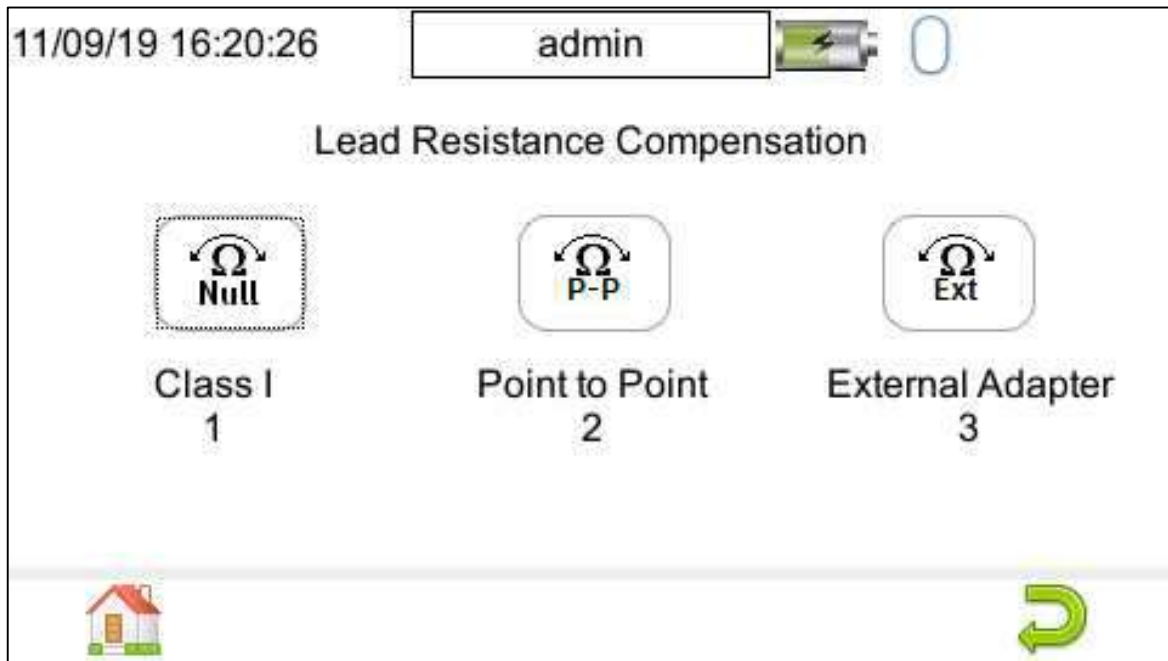 11/09/19 16:20:26 admin
Lead Resistance Compensation
Ω Ω Ω
Null P-P Ext
Class I Point to Point External Adapter
1 2 3